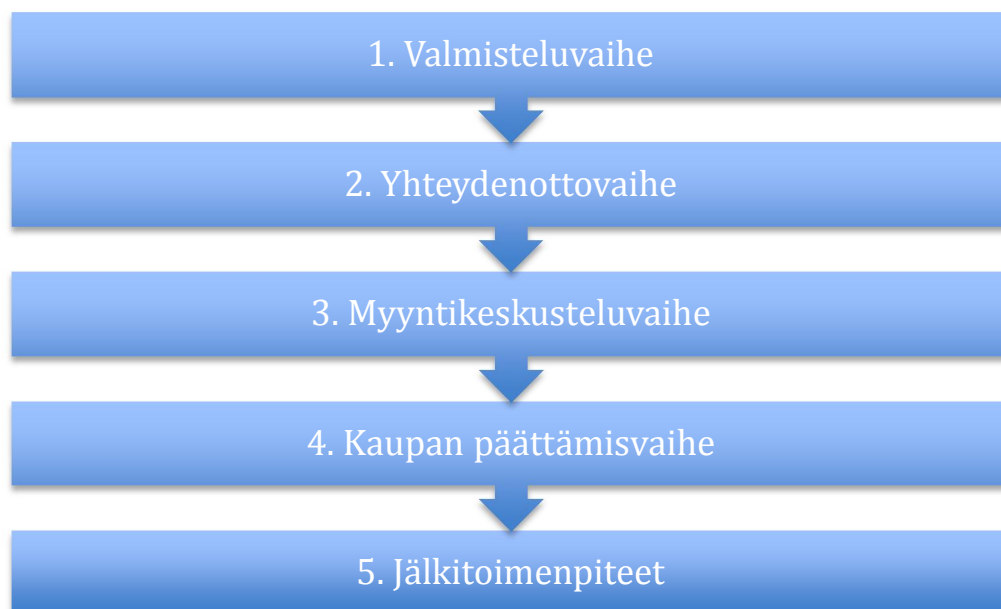 1. Valmisteluvaihe
2. Yhteydenottovaihe
3. Myyntikeskusteluvaihe
4. Kaupan päättämisvaihe
5. Jälkitoimenpiteet